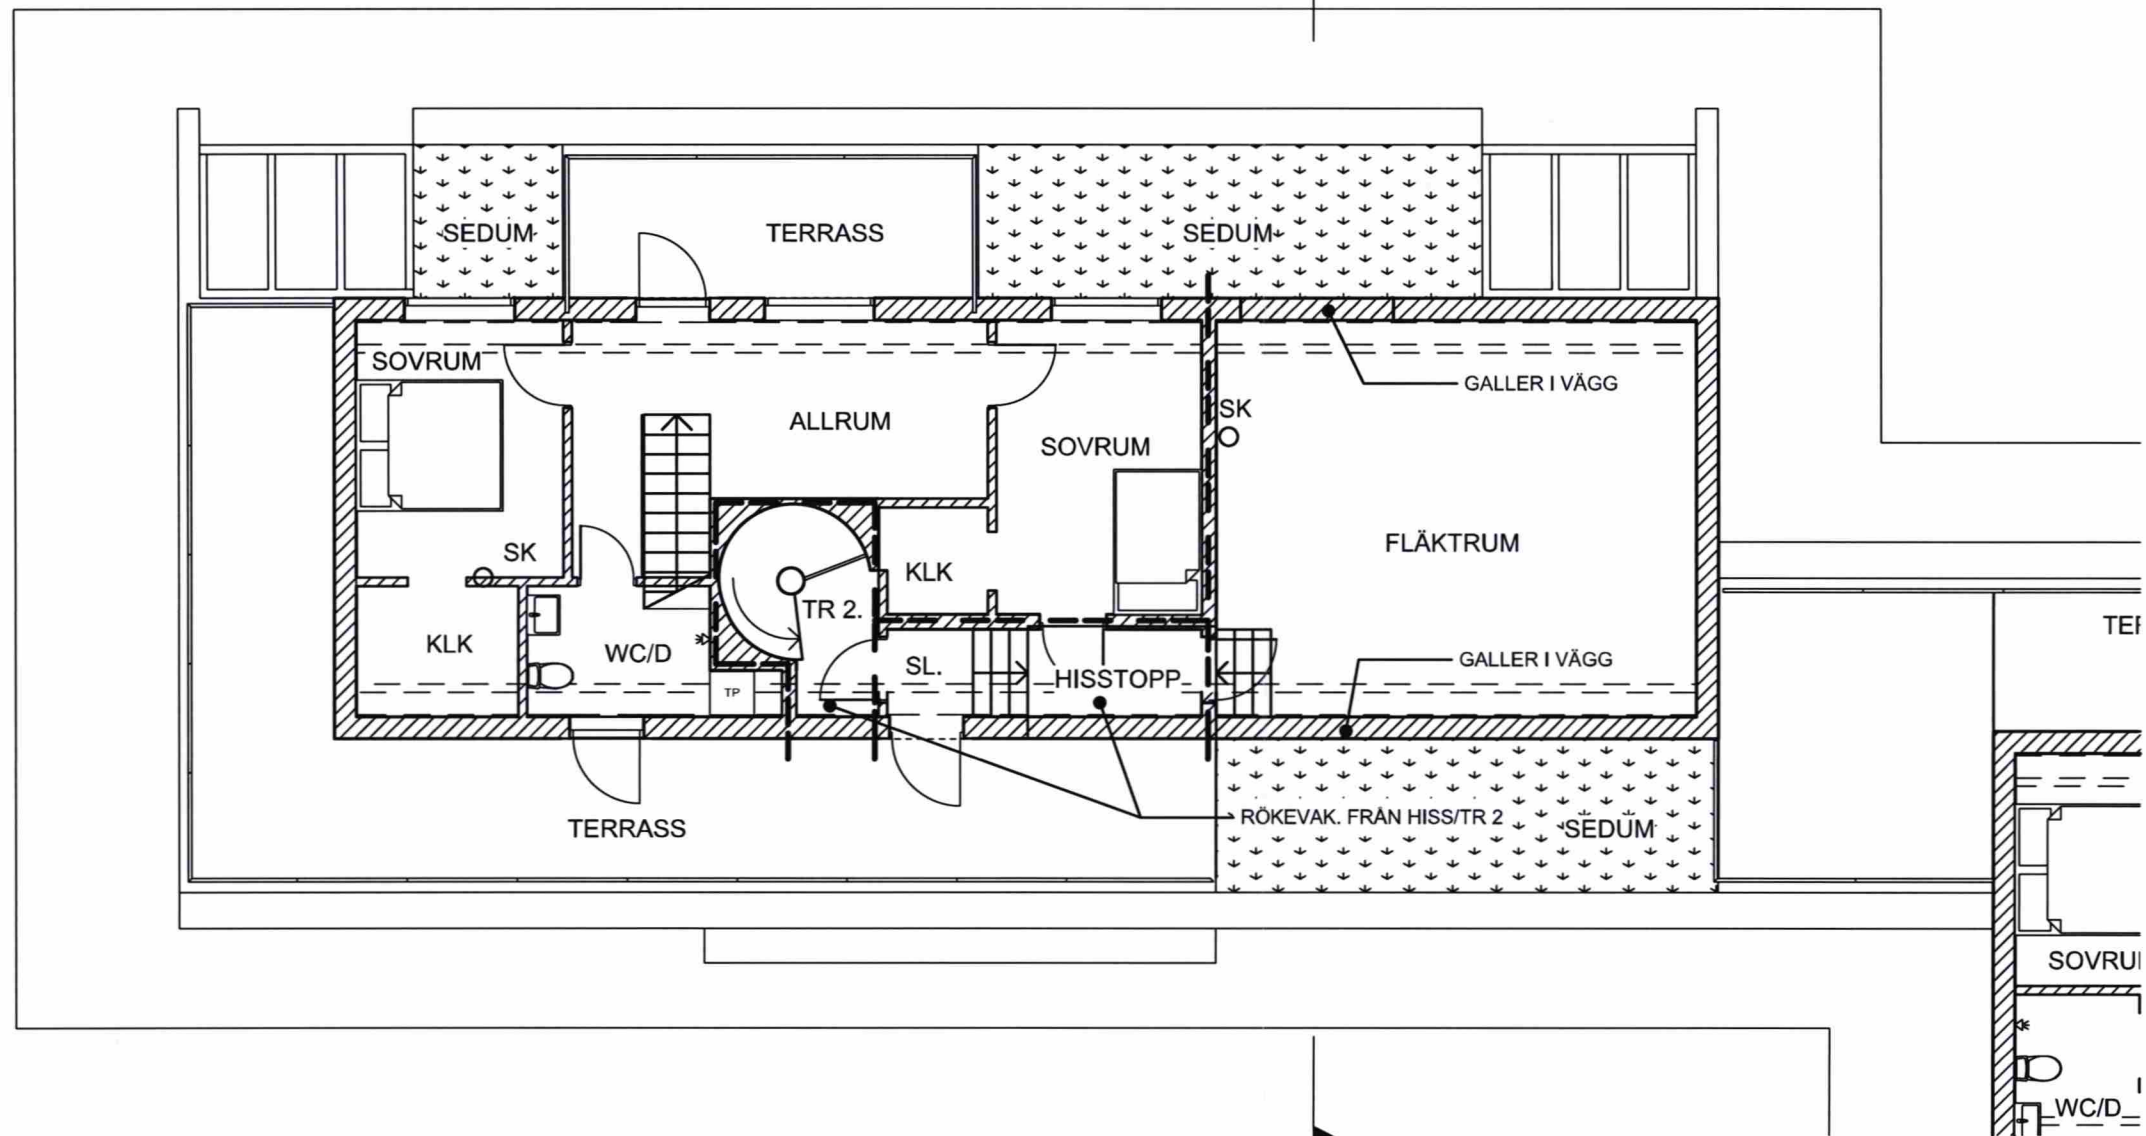 SEDUM
TERRASS
SEDUM
SOVRUM
GALLER I VÄGG
SK
ALLRUM
SOVRUM
FLÄKTRUM
SK
KLK
TR 2.
KLK
WC/D
SL.
HISSTOPP
GALLER I VÄGG
TP
TERRASS
RÖKEVAK. FRÅN HISS/TR 2
SEDUM
TER
SOVRU
WC/D